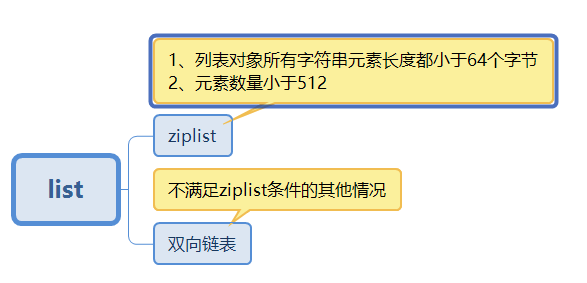 1、列表对象所有字符串元素长度都小于64个字节
2、元素数量小于512
ziplist
list
不满足ziplist条件的其他情况
双向链表